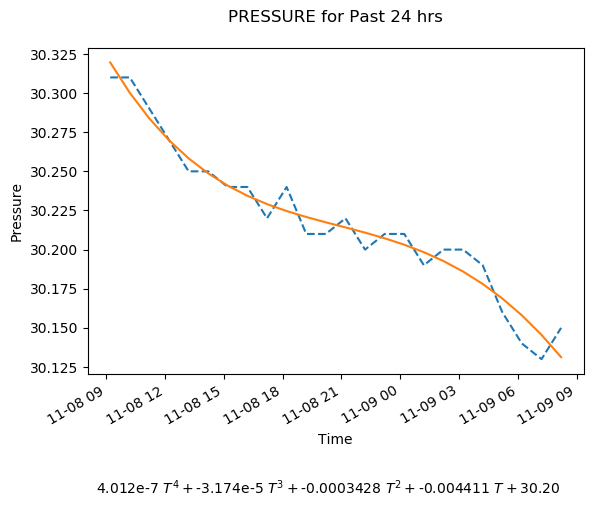 PRESSURE for Past 24 hrs
30.325
30.300
30.275
30.250
30.225
30.200
30.175
30.150
30.125
Pressure
11-08 09 11-08 12 11-08 15 11-08 18 11-08 21 11-09 00 11-09 03 11-09 06 11-09 09
Time
4.012e-7 T⁴ + -3.174e-5 T³ + -0.0003428 T² + -0.004411 T + 30.20